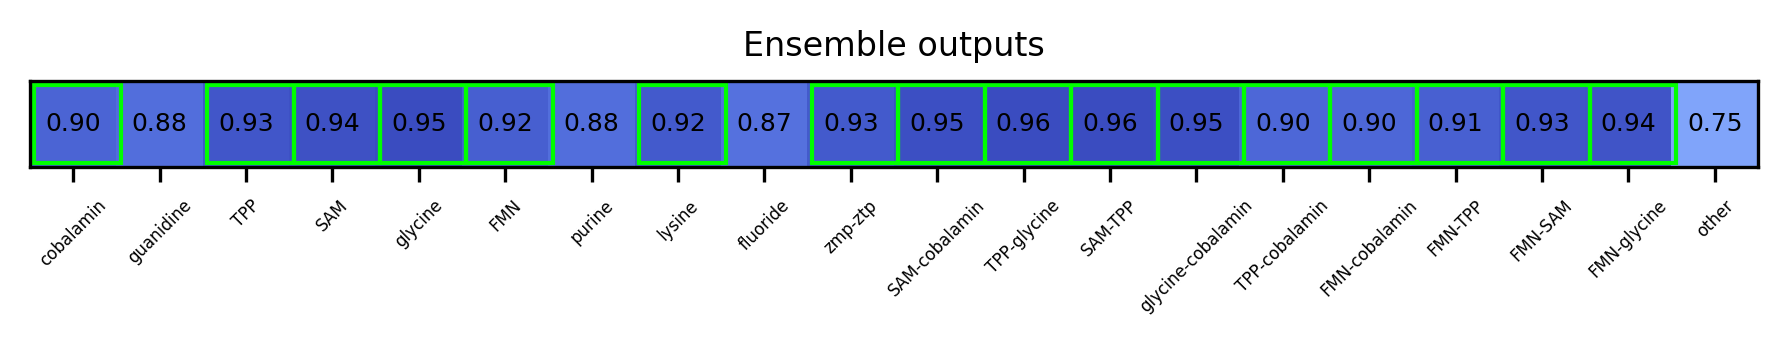 Ensemble outputs
0.90 0.88 0.93 0.94 0.95 0.92 0.88 0.92 0.87 0.93 0.95 0.96 0.96 0.95 0.90 0.90 0.91 0.93 0.94 0.75
cobalamin guanidine TPP SAM glycine FMN purine lysine fluoride zmp-ztp SAM-cobalamin TPP-glycine SAM-TPP glycine-cobalamin TPP-cobalamin FMN-cobalamin FMN-TPP FMN-SAM FMN-glycine other